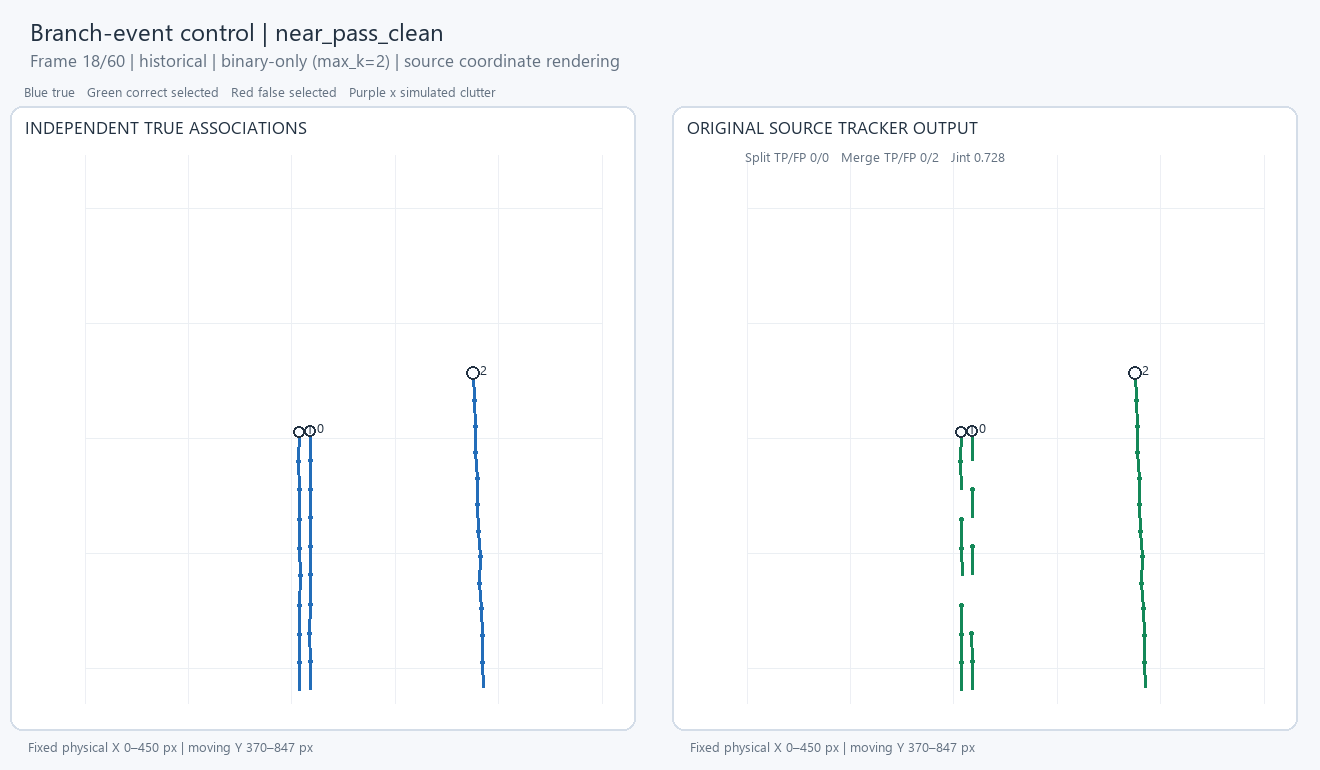 Branch-event control | near_pass_clean
Frame 18/60 | historical | binary-only (max_k=2) | source coordinate rendering
Blue true Green correct selected Red false selected Purple x simulated clutter
INDEPENDENT TRUE ASSOCIATIONS
2
0
Fixed physical X 0–450 px | moving Y 370–847 px
ORIGINAL SOURCE TRACKER OUTPUT
Split TP/FP 0/0 Merge TP/FP 0/2 Jint 0.728
2
0
Fixed physical X 0–450 px | moving Y 370–847 px